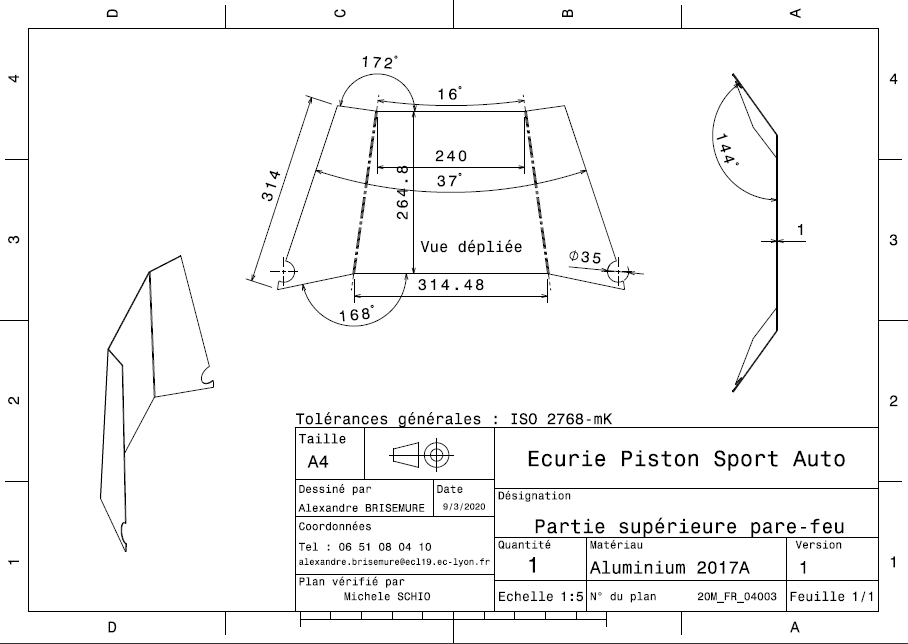 D C B A
4 4
3 3
2 2
1 1
172°
16°
144°
314
240
37°
264.8
1
Vue dépliée
⌀35
314.48
168°
Tolérances générales : ISO 2768-mK
Taille
A4
Ecurie Piston Sport Auto
Dessiné par
Alexandre BRISEMURE
Date
9/3/2020
Désignation
Partie supérieure pare-feu
Coordonnées
Tel : 06 51 08 04 10
alexandre.brisemure@ecl19.ec-lyon.fr
Quantité
1
Matériau
Aluminium 2017A
Version
1
Plan vérifié par
Michele SCHIO
Echelle 1:5
N° du plan 20M_FR_04003
Feuille 1/1
D A